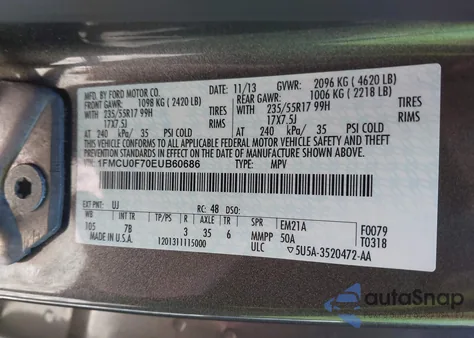 MFD. BY FORD MOTOR CO.
11/13 GVWR: 2096 KG (4620 LB)
FRONT GAWR: 1098 KG (2420 LB)
REAR GAWR: 1006 KG (2218 LB)
235/55R17 99H TIRES 235/55R17 99H TIRES
17X7.5J RIMS 17X7.5J RIMS
AT 240 kPa/ 35 PSI COLD AT 240 kPa/ 35 PSI COLD
THIS VEHICLE CONFORMS TO ALL APPLICABLE FEDERAL MOTOR VEHICLE
SAFETY AND THEFT PREVENTION STANDARDS IN EFFECT ON THE DATE OF
MANUFACTURE SHOWN ABOVE.
1FMCU0F70EUB60686 TYPE: MPV
EXT PNT: UJ RC: 48 DSO:
WB TR TP/PS R AXLE TR SPR EM21A F0079
105 7B 3 35 6 MMPP 50A T0318
MADE IN U.S.A. 1201311115000 ULC 5U5A-3520472-AA
autoSnap